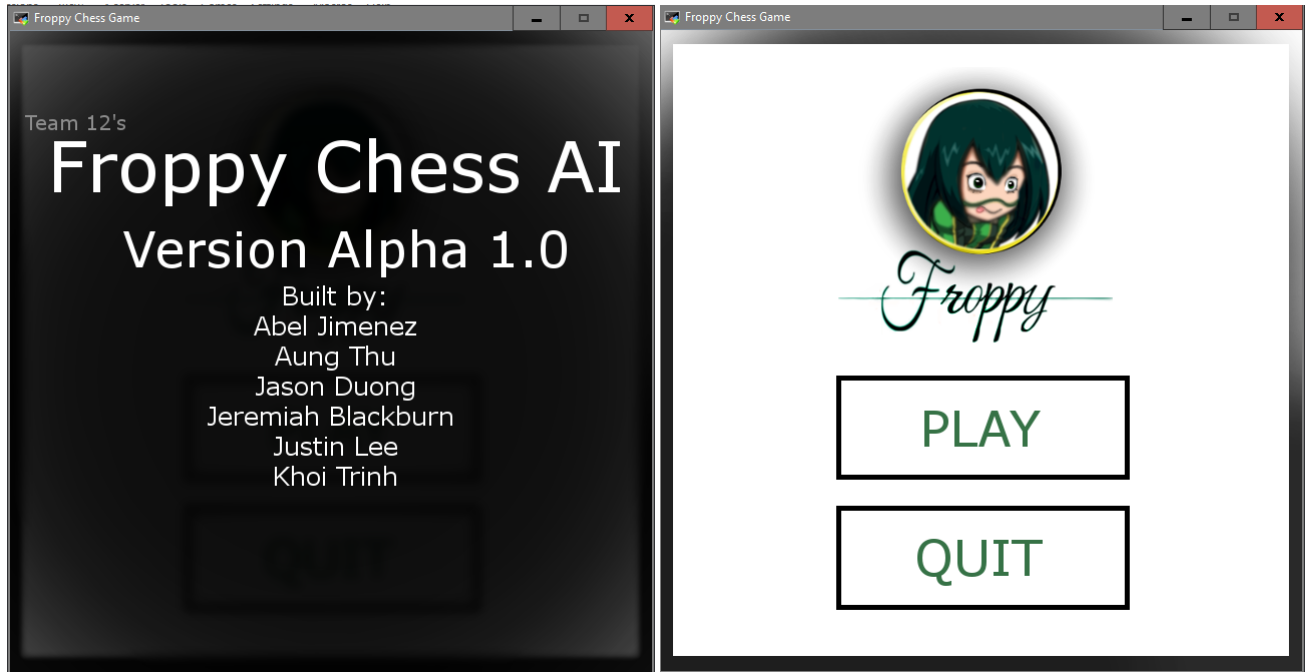 Froppy Chess Game
Team 12's
Froppy Chess AI
Version Alpha 1.0
Built by:
Abel Jimenez
Aung Thu
Jason Duong
Jeremiah Blackburn
Justin Lee
Khoi Trinh
QUIT
Froppy Chess Game
Froppy
PLAY
QUIT